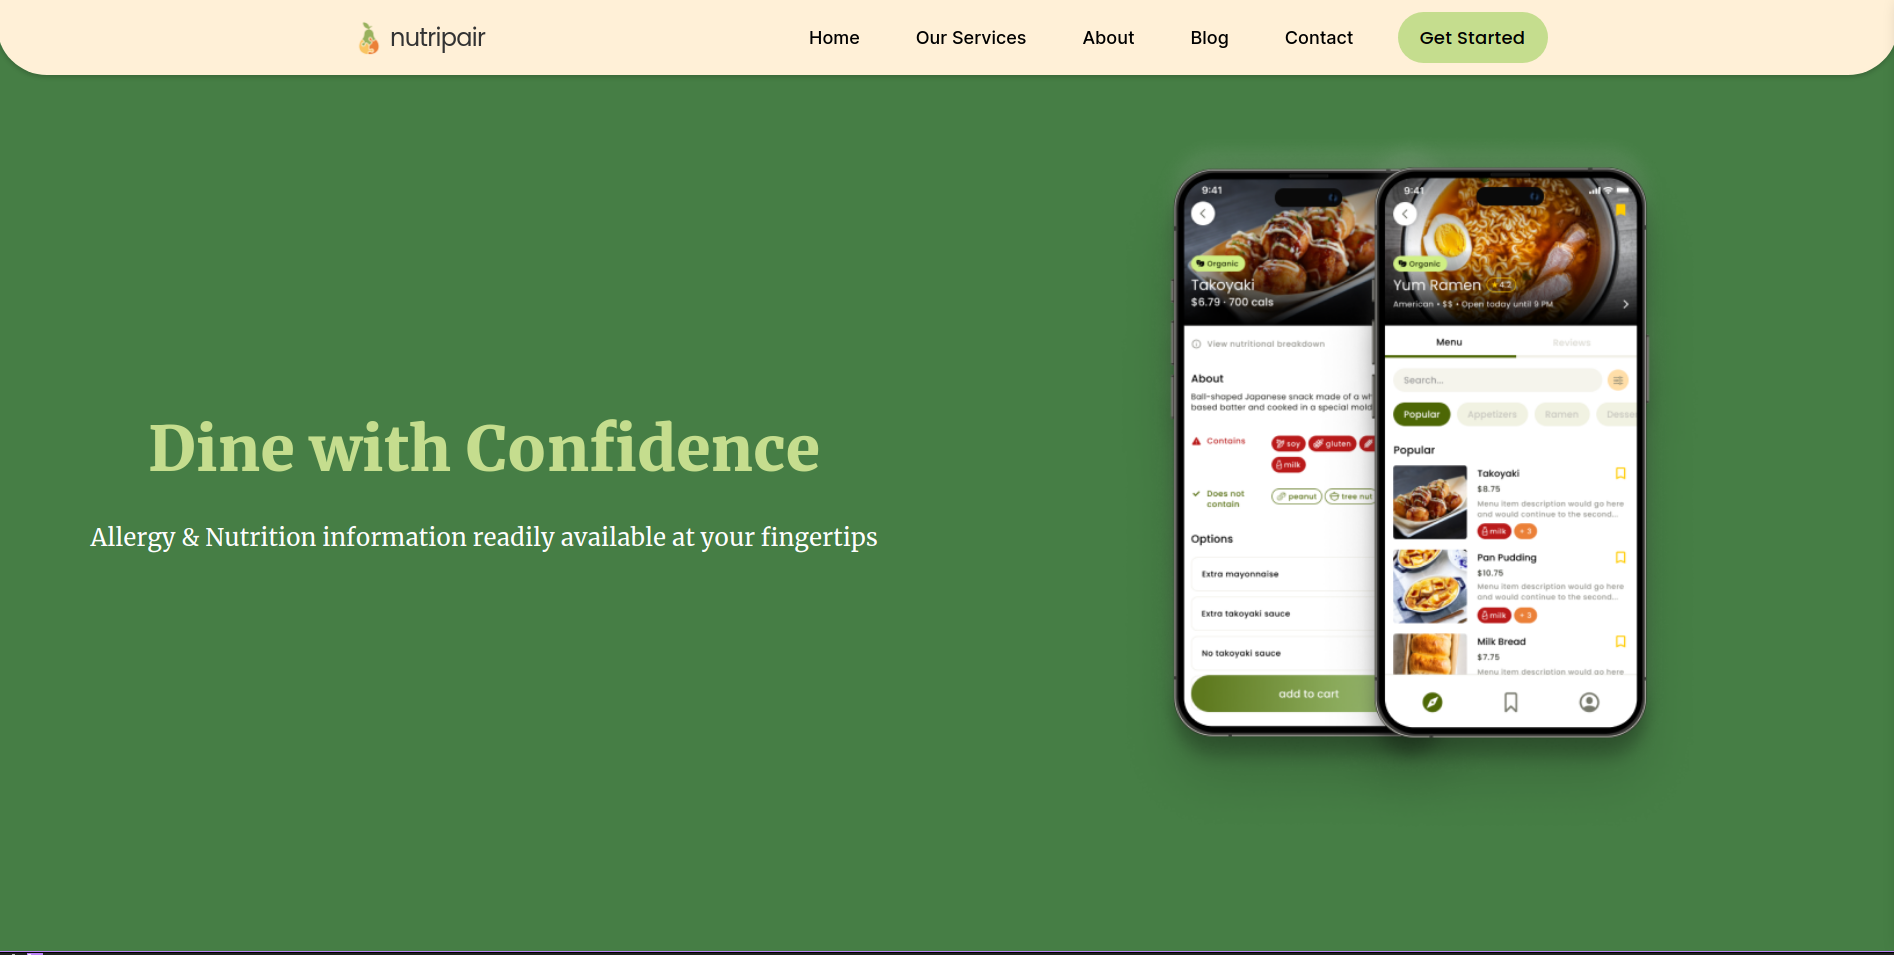 nutripair
Home
Our Services
About
Blog
Contact
Get Started
Dine with Confidence
Allergy & Nutrition information readily available at your fingertips
9:41
Organic
Takoyaki
$6.79 · 700 cals
View nutritional breakdown
About
Ball-shaped Japanese snack made of a
based batter and cooked in a special mold
Contains
soy
gluten
milk
Does not
contain
peanut
tree nut
Options
Extra mayonnaise
Extra takoyaki sauce
No takoyaki sauce
add to cart
9:41
Organic
Yum Ramen
4.2
American • $$ • Open today until 9 PM
Menu
Reviews
Search...
Popular
Appetizers
Ramen
Popular
Takoyaki
$8.75
Menu item description would go here
and would continue to the second...
milk
+ 3
Pan Pudding
$10.75
Menu item description would go here
and would continue to the second...
milk
+ 3
Milk Bread
$7.75
Menu item description would go here